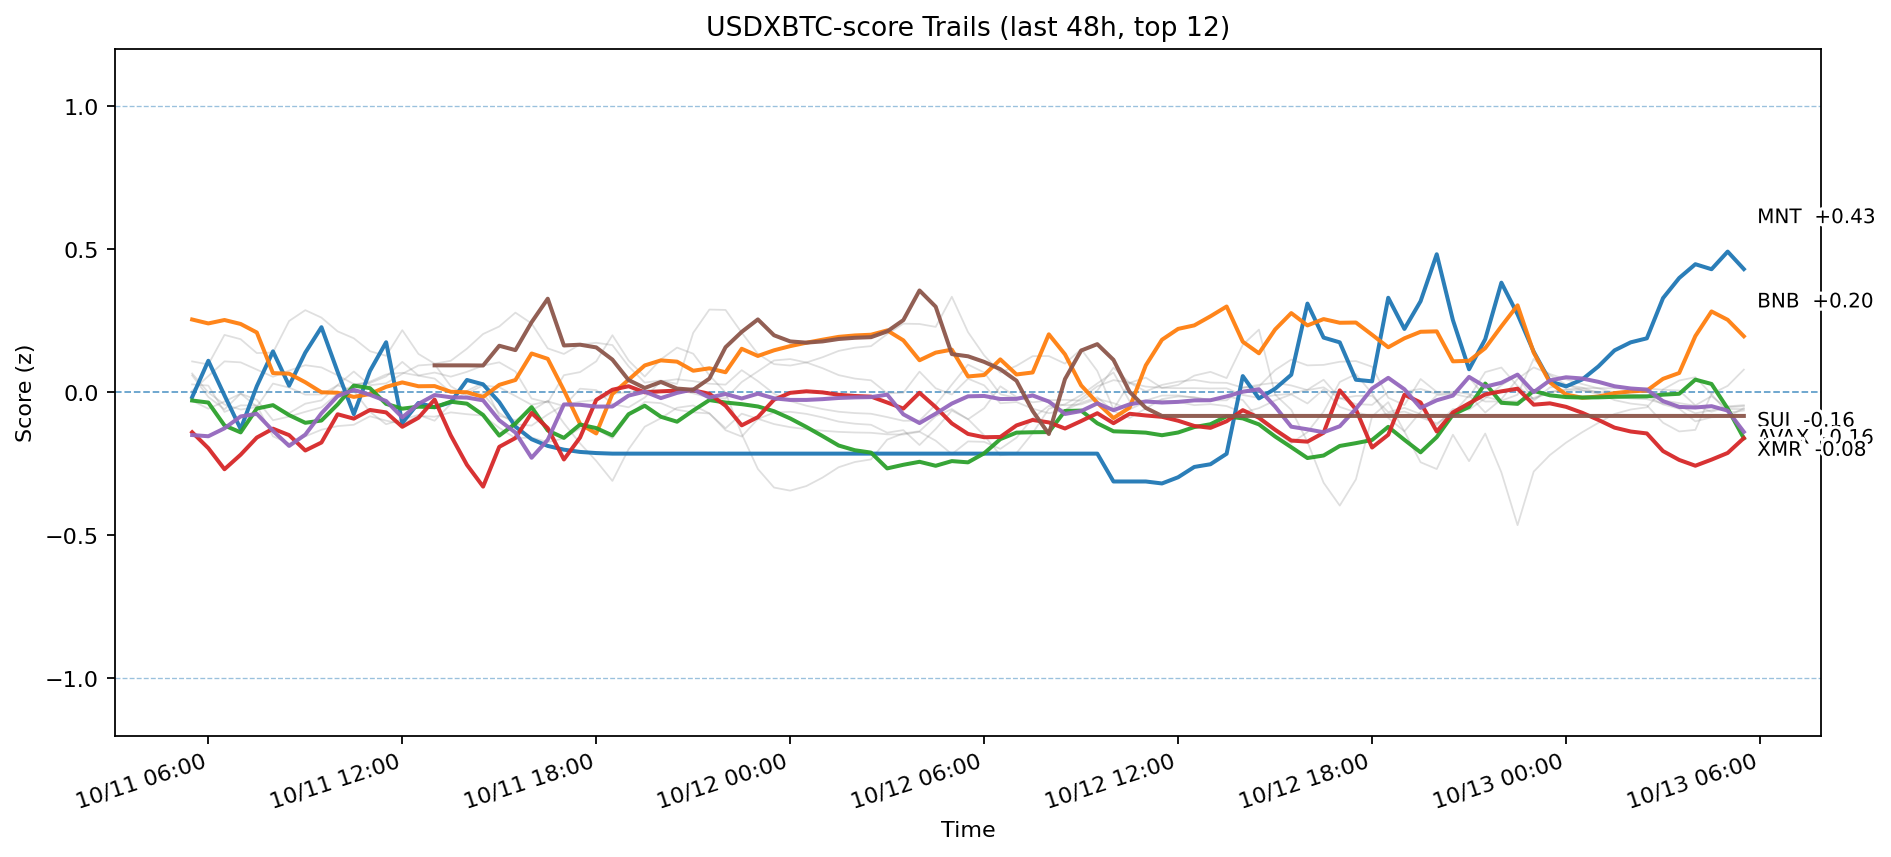 USDXBTC-score Trails (last 48h, top 12)
Score (z)
1.0
0.5
0.0
−0.5
−1.0
MNT +0.43
BNB +0.20
SUI -0.16
XMR -0.08
10/11 06:00
10/11 12:00
10/11 18:00
10/12 00:00
10/12 06:00
10/12 12:00
10/12 18:00
10/13 00:00
10/13 06:00
Time